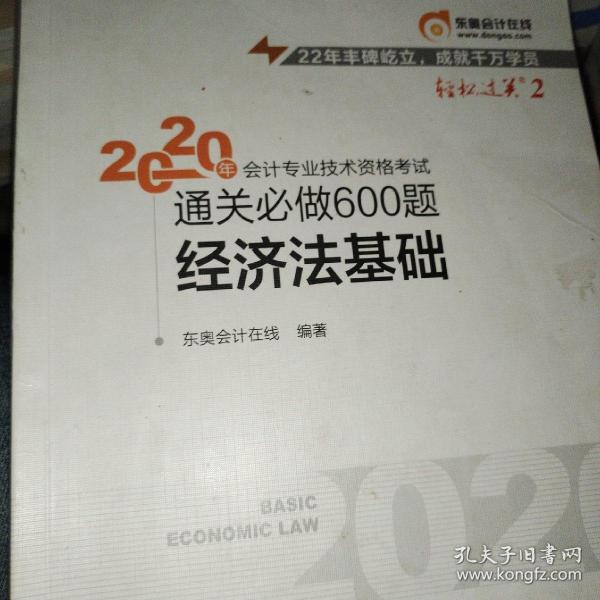 东奥会计在线
www.dongao.com
22年丰碑屹立，成就千万学员
轻松过关® 2
2020年 会计专业技术资格考试
通关必做600题
经济法基础
东奥会计在线 编著
BASIC
ECONOMIC LAW
2020
孔夫子旧书网
www.kongfz.com